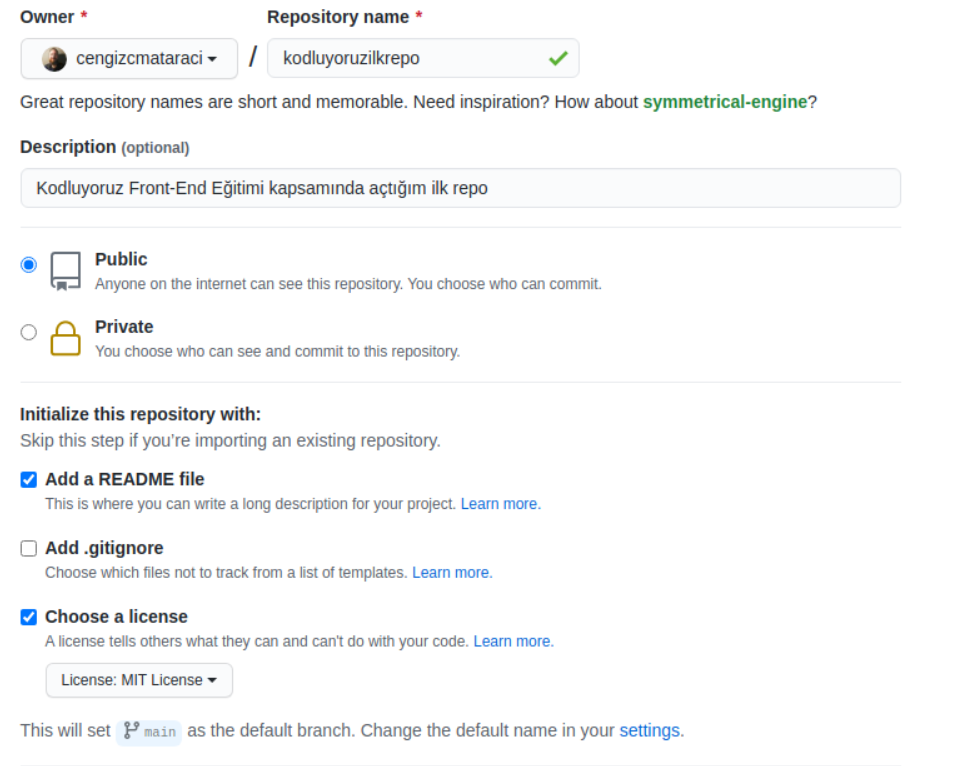 Owner * Repository name *
cengizcmataraci / kodluyoruzilkrepo
Great repository names are short and memorable. Need inspiration? How about symmetrical-engine?
Description (optional)
Kodluyoruz Front-End Eğitimi kapsamında açtığım ilk repo
Public
Anyone on the internet can see this repository. You choose who can commit.
Private
You choose who can see and commit to this repository.
Initialize this repository with:
Skip this step if you’re importing an existing repository.
Add a README file
This is where you can write a long description for your project. Learn more.
Add .gitignore
Choose which files not to track from a list of templates. Learn more.
Choose a license
A license tells others what they can and can't do with your code. Learn more.
License: MIT License
This will set main as the default branch. Change the default name in your settings.